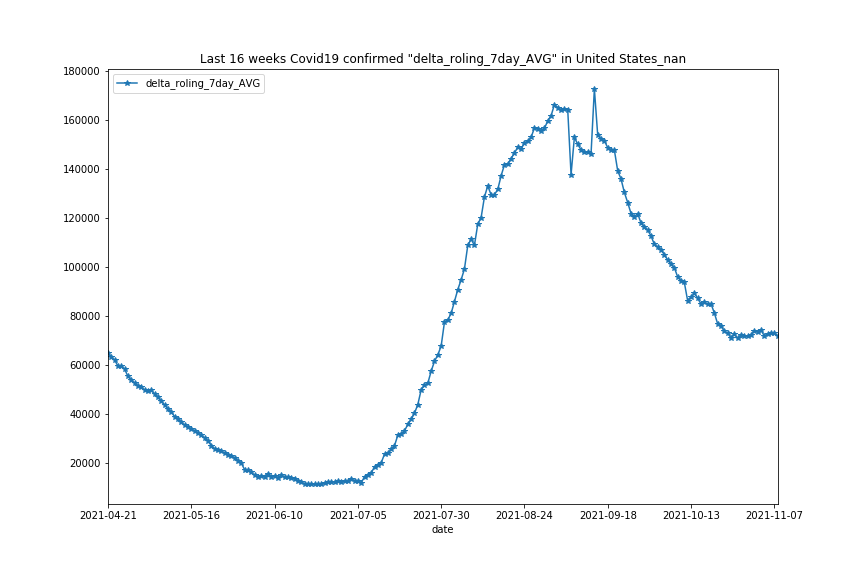 Last 16 weeks Covid19 confirmed "delta_roling_7day_AVG" in United States_nan
delta_roling_7day_AVG
180000
160000
140000
120000
100000
80000
60000
40000
20000
2021-04-21 2021-05-16 2021-06-10 2021-07-05 2021-07-30 2021-08-24 2021-09-18 2021-10-13 2021-11-07
date